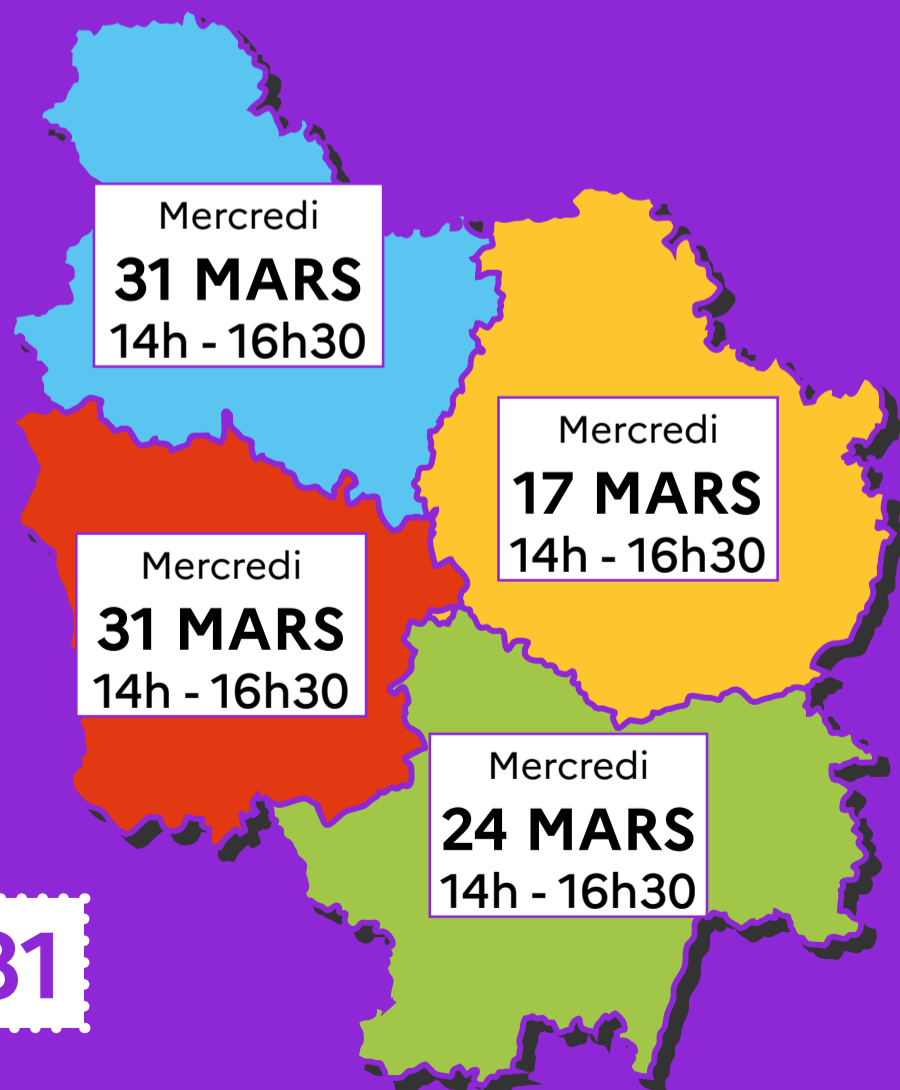 Mercredi
31 MARS
14h - 16h30
Mercredi
17 MARS
14h - 16h30
Mercredi
31 MARS
14h - 16h30
Mercredi
24 MARS
14h - 16h30
31